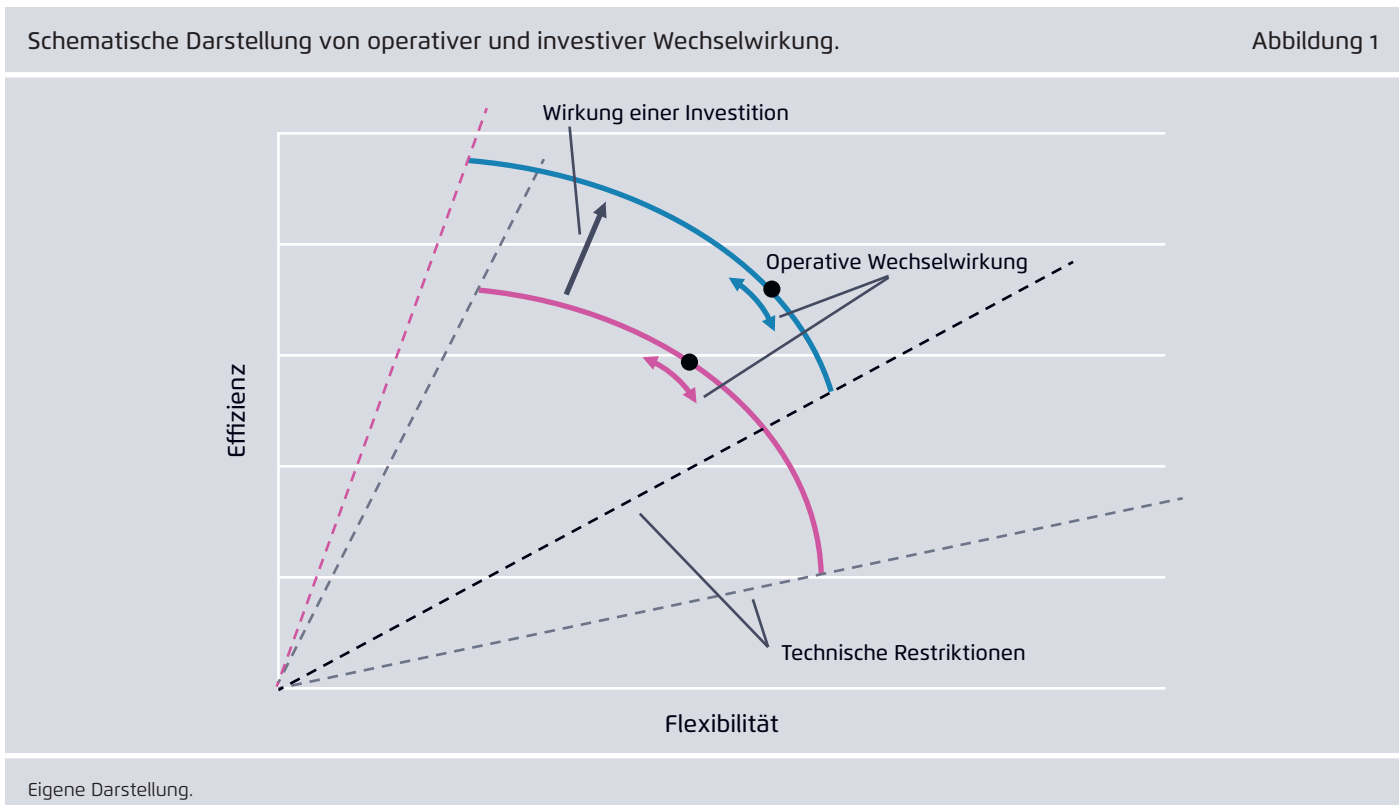 Schematische Darstellung von operativer und investiver Wechselwirkung.
Abbildung 1
Wirkung einer Investition
Operative Wechselwirkung
Effizienz
Technische Restriktionen
Flexibilität
Eigene Darstellung.